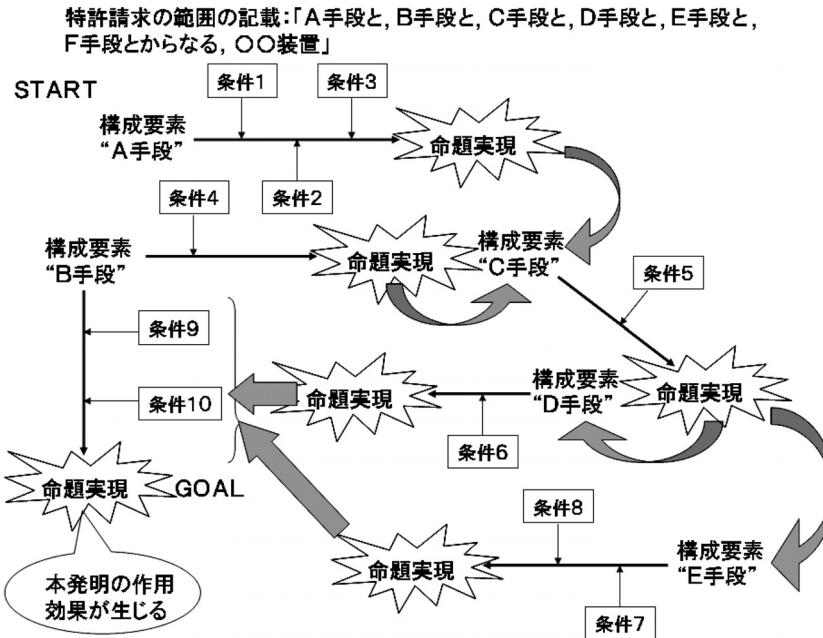 特許請求の範囲の記載：「A手段と，B手段と，C手段と，D手段と，E手段と，
F手段とからなる，○○装置」
START
条件1
条件3
構成要素
“A手段”
命題実現
条件2
条件4
構成要素
“B手段”
命題実現
構成要素
“C手段”
条件5
条件9
条件10
命題実現
構成要素
“D手段”
命題実現
条件6
命題実現
GOAL
条件8
命題実現
構成要素
“E手段”
条件7
本発明の作用
効果が生じる